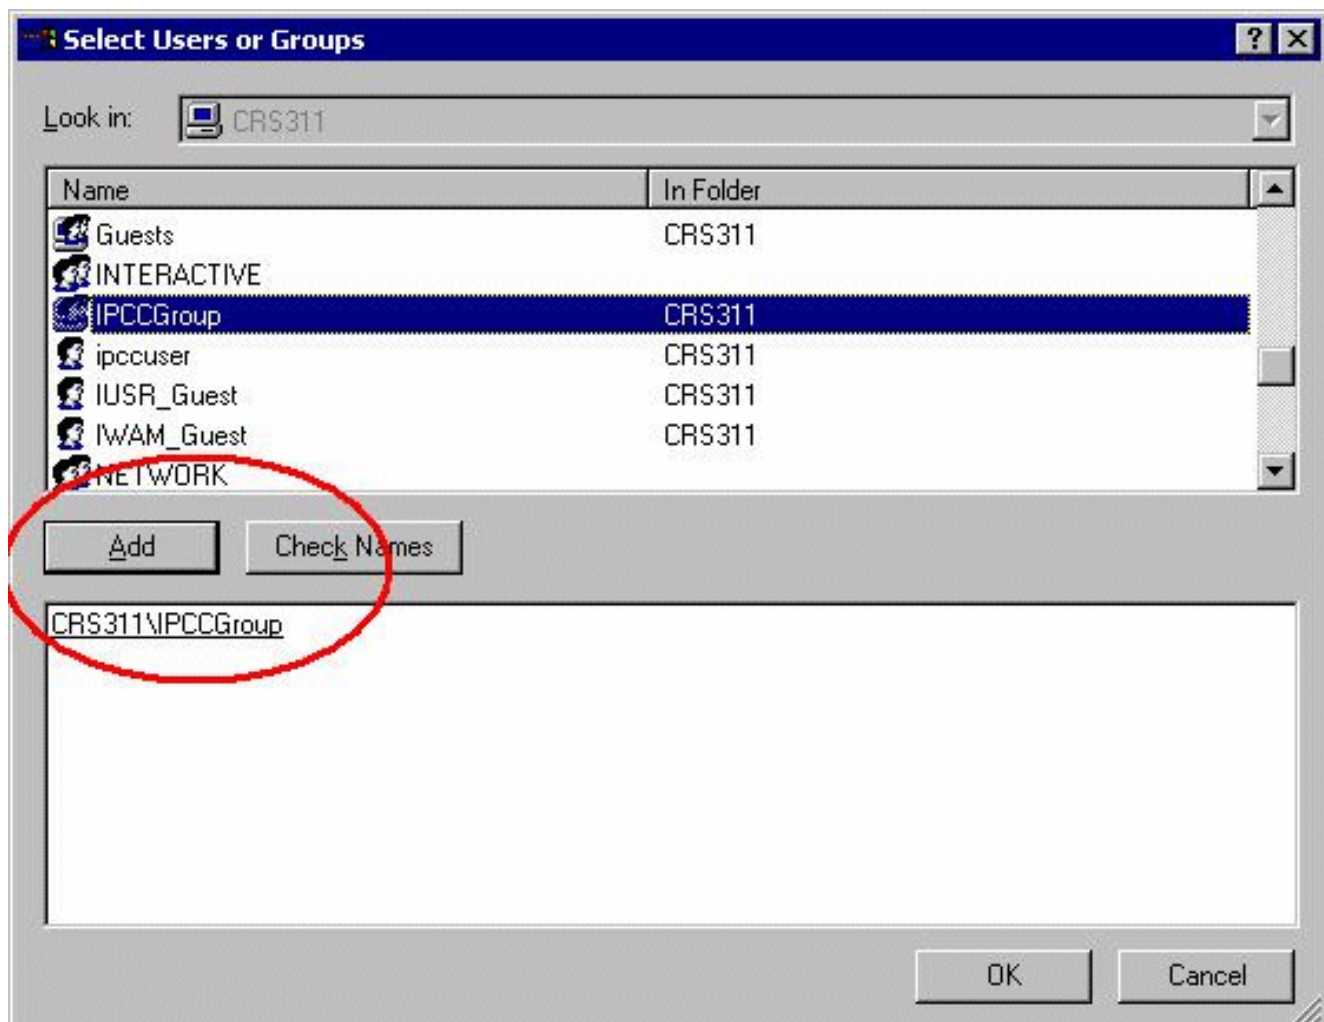 Select Users or Groups
Look in: CRS311
Name In Folder
Guests CRS311
INTERACTIVE
IPCCGroup CRS311
ipccuser CRS311
IUSR_Guest CRS311
IWAM_Guest CRS311
NETWORK
Add Check Names
CRS311\IPCCGroup
OK Cancel